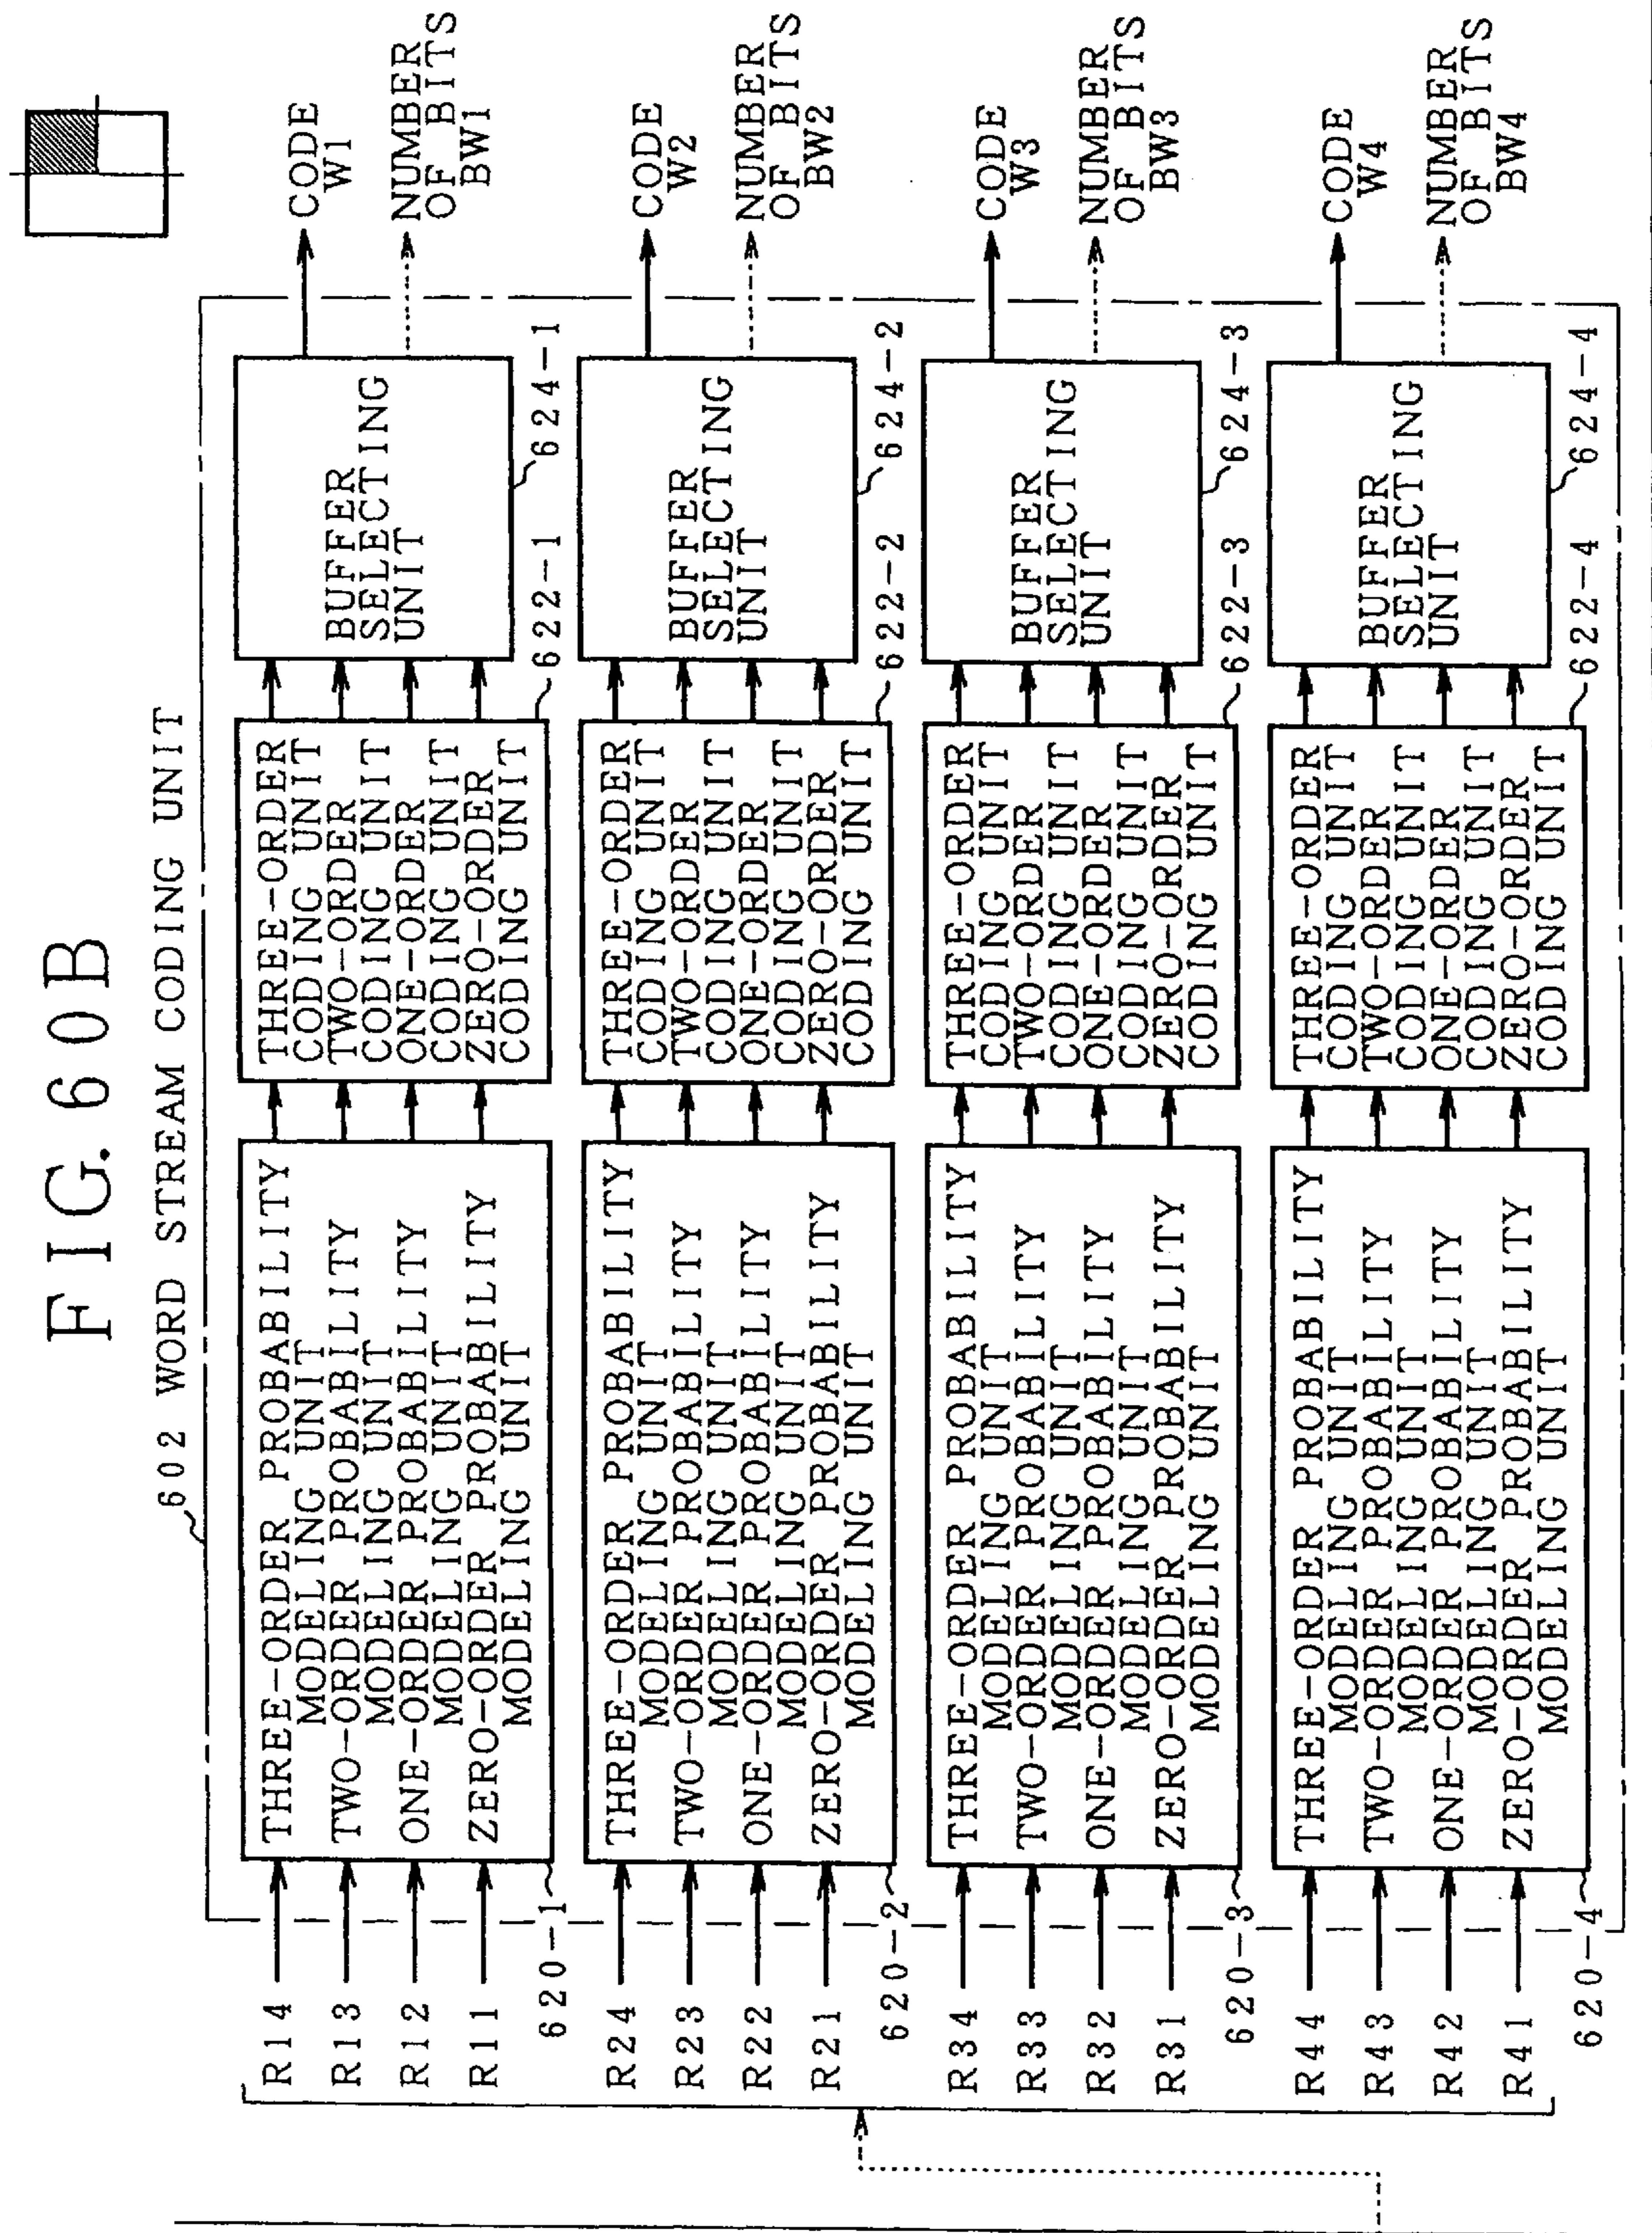 FIG. 60B
602 WORD STREAM CODING UNIT
R14
R13
R12
R11
620-1
THREE-ORDER PROBABILITY
MODELING UNIT
TWO-ORDER PROBABILITY
MODELING UNIT
ONE-ORDER PROBABILITY
MODELING UNIT
ZERO-ORDER PROBABILITY
MODELING UNIT
THREE-ORDER
CODING UNIT
TWO-ORDER
CODING UNIT
ONE-ORDER
CODING UNIT
ZERO-ORDER
CODING UNIT
622-1
BUFFER
SELECTING
UNIT
624-1
CODE
W1
NUMBER
OF BITS
BW1
R24
R23
R22
R21
620-2
THREE-ORDER PROBABILITY
MODELING UNIT
TWO-ORDER PROBABILITY
MODELING UNIT
ONE-ORDER PROBABILITY
MODELING UNIT
ZERO-ORDER PROBABILITY
MODELING UNIT
THREE-ORDER
CODING UNIT
TWO-ORDER
CODING UNIT
ONE-ORDER
CODING UNIT
ZERO-ORDER
CODING UNIT
622-2
BUFFER
SELECTING
UNIT
624-2
CODE
W2
NUMBER
OF BITS
BW2
R34
R33
R32
R31
620-3
THREE-ORDER PROBABILITY
MODELING UNIT
TWO-ORDER PROBABILITY
MODELING UNIT
ONE-ORDER PROBABILITY
MODELING UNIT
ZERO-ORDER PROBABILITY
MODELING UNIT
THREE-ORDER
CODING UNIT
TWO-ORDER
CODING UNIT
ONE-ORDER
CODING UNIT
ZERO-ORDER
CODING UNIT
622-3
BUFFER
SELECTING
UNIT
624-3
CODE
W3
NUMBER
OF BITS
BW3
R44
R43
R42
R41
620-4
THREE-ORDER PROBABILITY
MODELING UNIT
TWO-ORDER PROBABILITY
MODELING UNIT
ONE-ORDER PROBABILITY
MODELING UNIT
ZERO-ORDER PROBABILITY
MODELING UNIT
THREE-ORDER
CODING UNIT
TWO-ORDER
CODING UNIT
ONE-ORDER
CODING UNIT
ZERO-ORDER
CODING UNIT
622-4
BUFFER
SELECTING
UNIT
624-4
CODE
W4
NUMBER
OF BITS
BW4